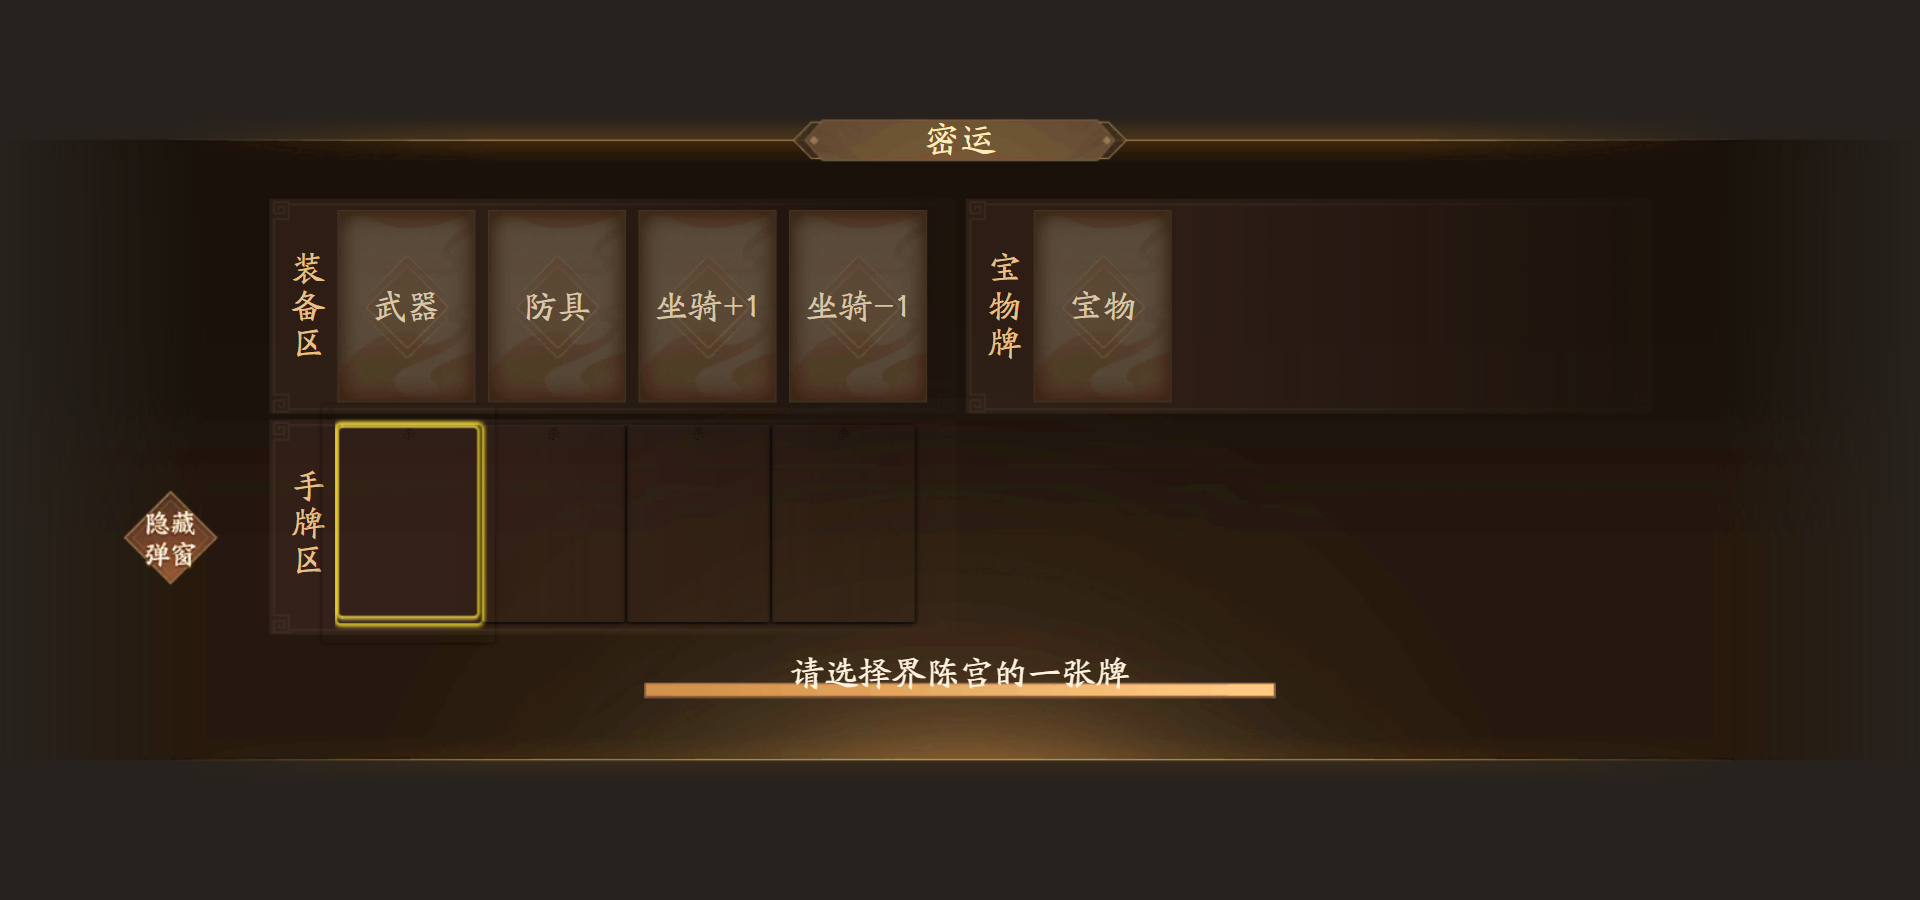 密运
装备区
武器
防具
坐骑+1
坐骑-1
宝物牌
宝物
手牌区
隐藏
弹窗
请选择界陈宫的一张牌